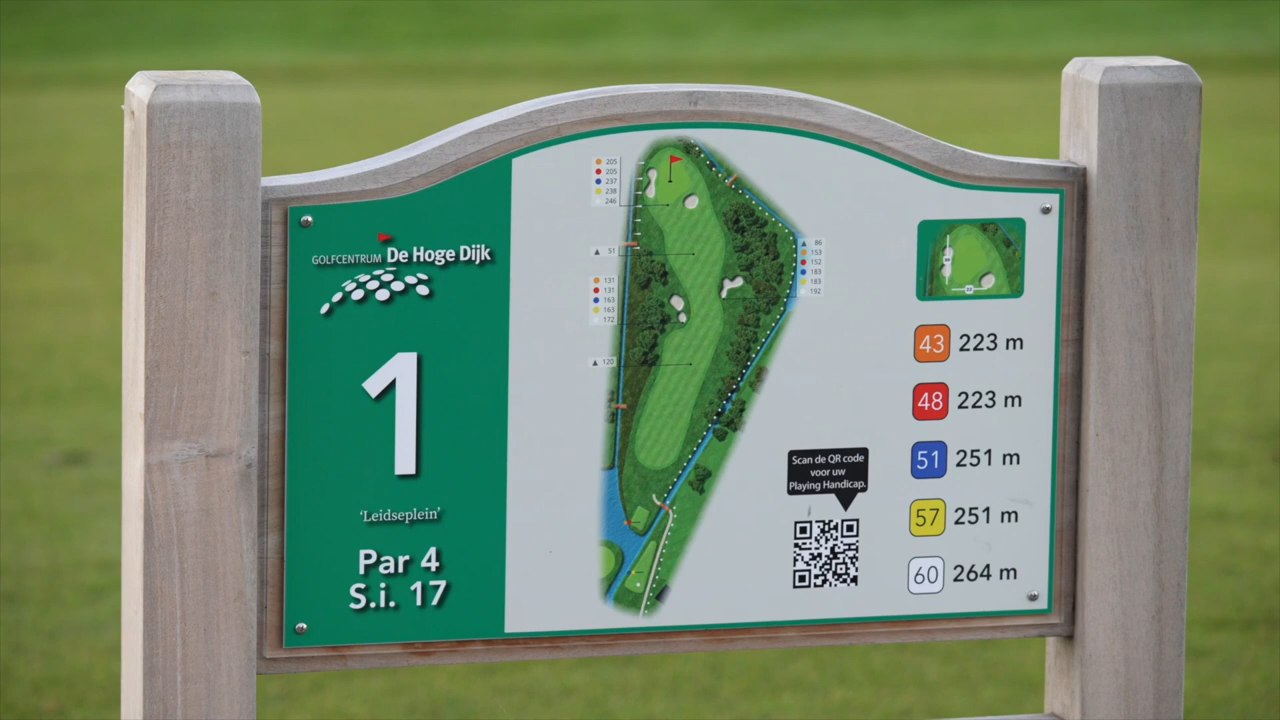 GOLFCENTRUM De Hoge Dijk
1
'Leidseplein'
Par 4
S.i. 17
205
205
237
238
246
51
131
131
163
163
172
120
86
153
152
183
183
192
Scan de QR code
voor uw
Playing Handicap.
43 223 m
48 223 m
51 251 m
57 251 m
60 264 m